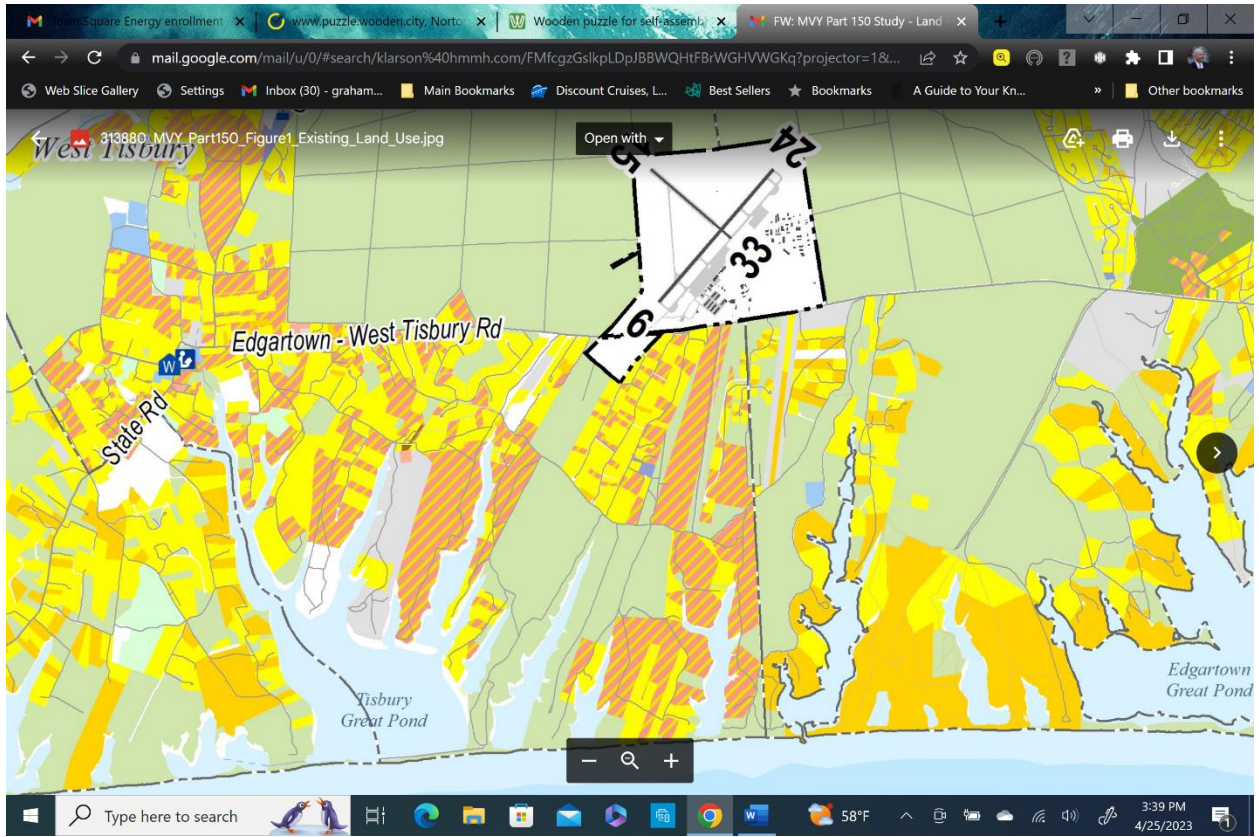 Town Square Energy enrollment
www.puzzle.wooden.city, Norto
Wooden puzzle for self-assembl
FW: MVY Part 150 Study - Land
mail.google.com/mail/u/0/#search/klarson%40hmmh.com/FMfcgzGslkpLDpJBBWQHtFBrWGHVWGKq?projector=1&...
Web Slice Gallery
Settings
Inbox (30) - graham...
Main Bookmarks
Discount Cruises, L...
Best Sellers
Bookmarks
A Guide to Your Kn...
»
Other bookmarks
313880_MVY_Part150_Figure1_Existing_Land_Use.jpg
Open with
West Tisbury
15
24
33
6
Edgartown - West Tisbury Rd
W
State Rd
Tisbury
Great Pond
Edgartown
Great Pond
Type here to search
58°F
3:39 PM
4/25/2023
1